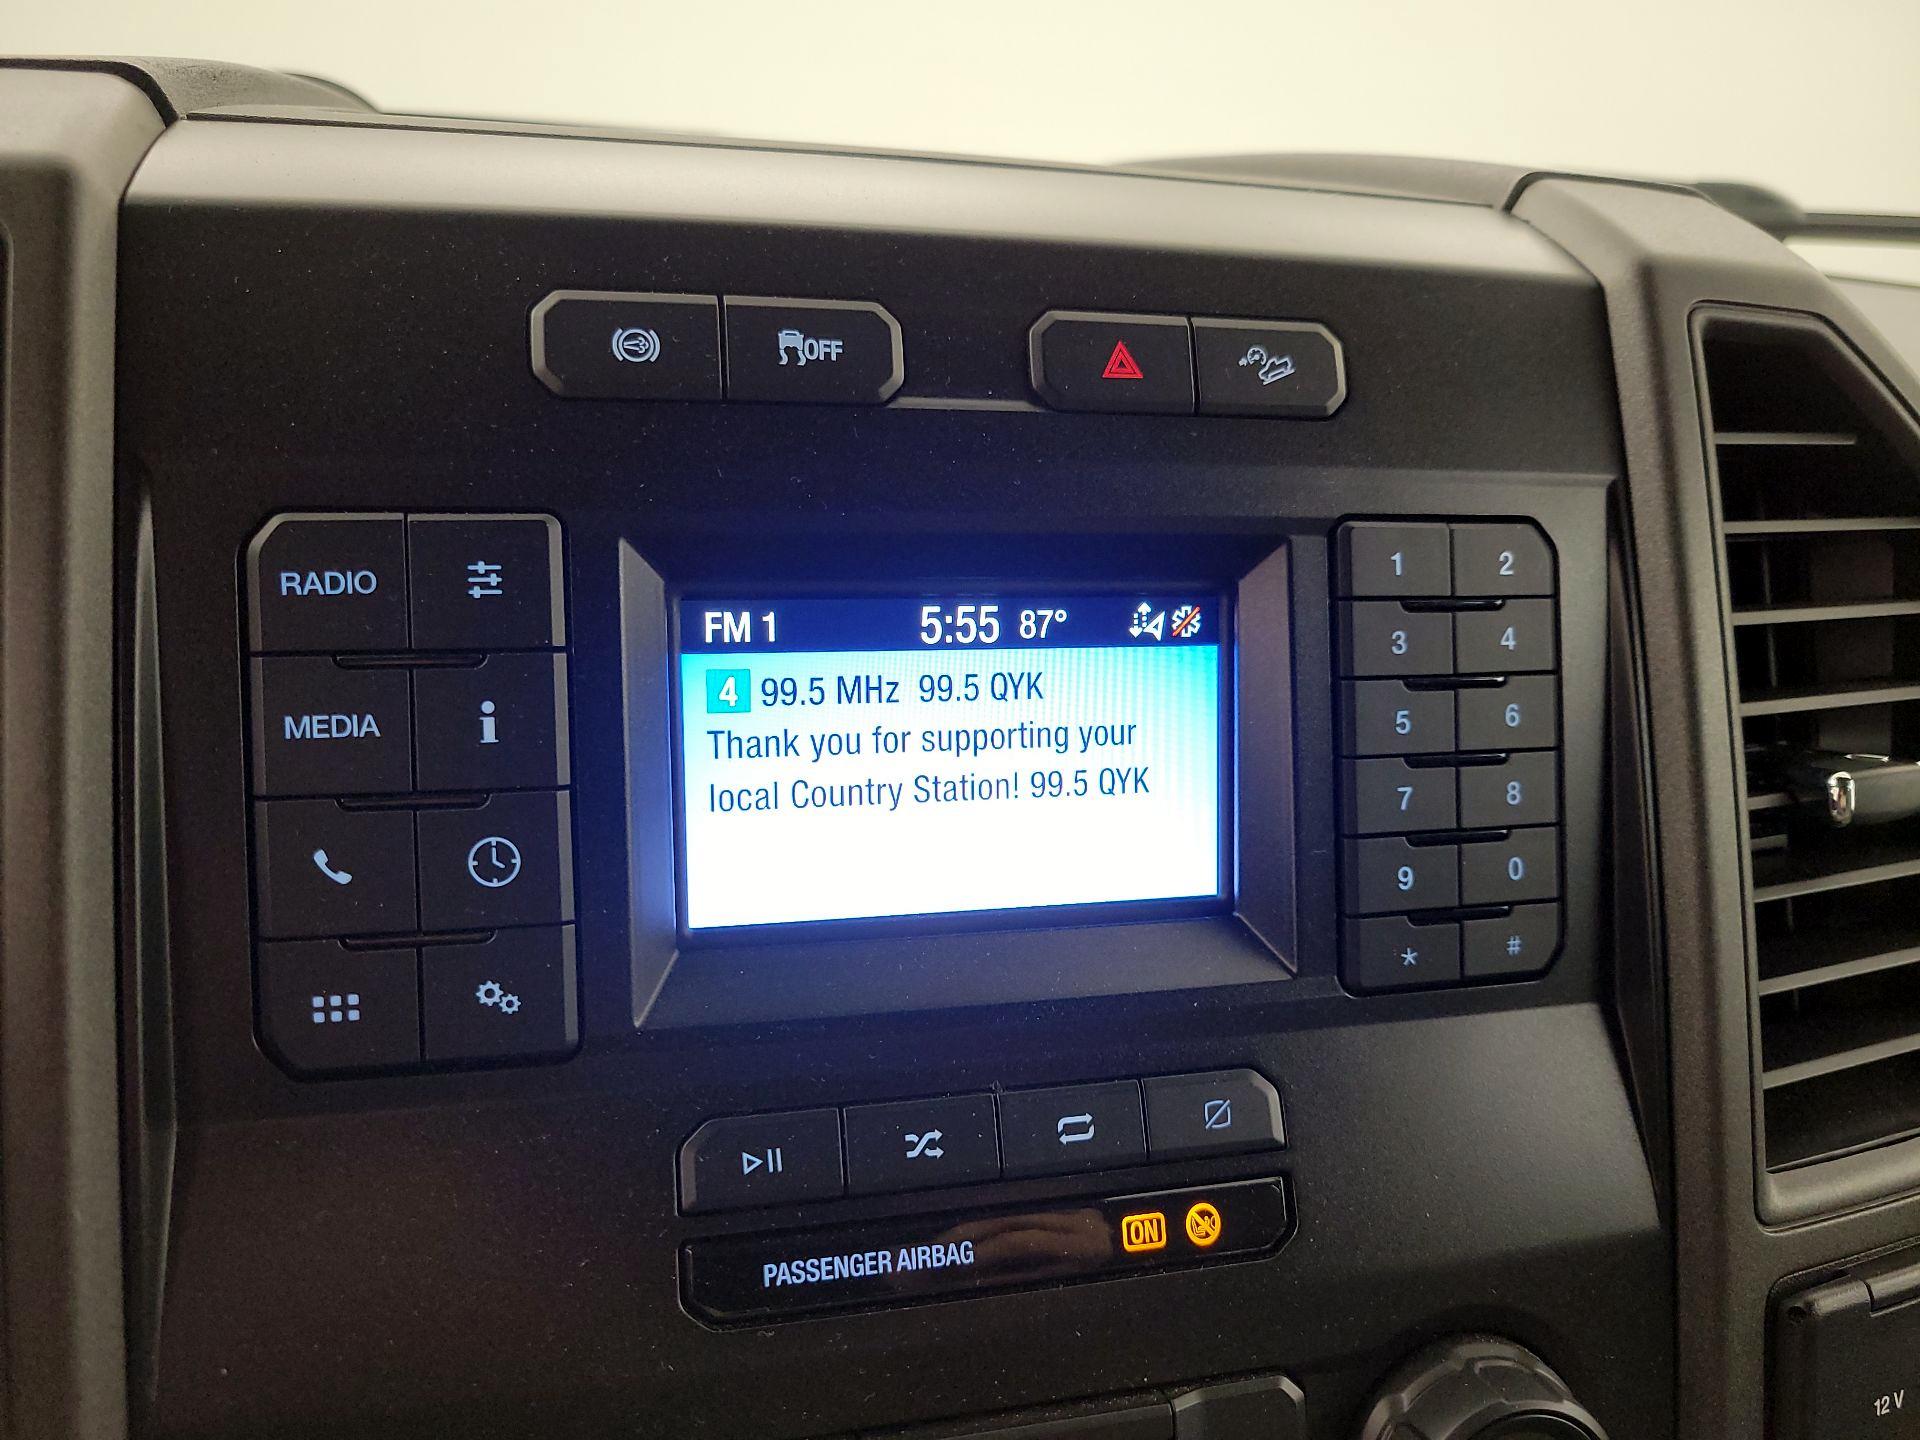 OFF
RADIO
MEDIA
FM 1 5:55 87°
4 99.5 MHz 99.5 QYK
Thank you for supporting your
local Country Station! 99.5 QYK
1 2
3 4
5 6
7 8
9 0
* #
PASSENGER AIRBAG ON
12 V